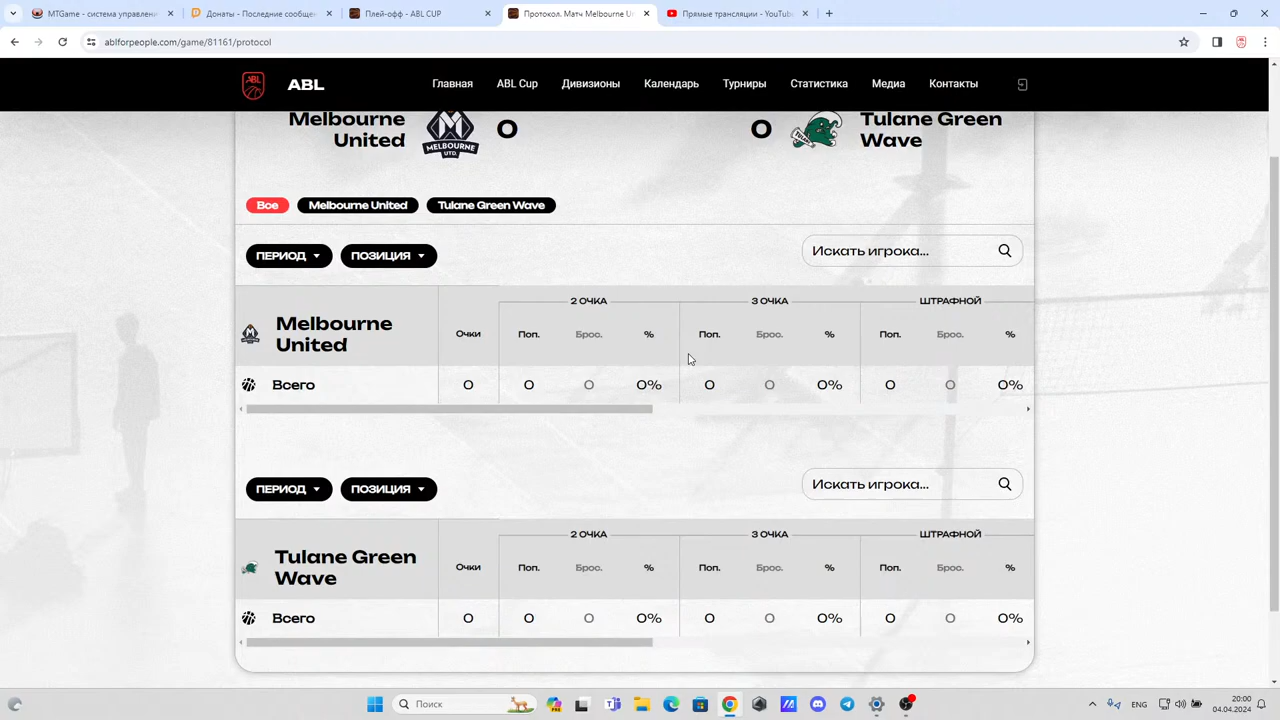 MTGame - система управлени
Донаты - Последние сообщен
Плей-офф - ABL CUP
Протокол. Матч Melbourne Un
Прямые трансляции - YouTube
ablforpeople.com/game/81161/protocol
ABL
ABL
Главная
ABL Cup
Дивизионы
Календарь
Турниры
Статистика
Медиа
Контакты
Melbourne
United
MELBOURNE
UTD.
0
0
Tulane Green
Wave
Все
Melbourne United
Tulane Green Wave
ПЕРИОД
ПОЗИЦИЯ
Искать игрока...
Melbourne
United
Очки
2 ОЧКА
3 ОЧКА
ШТРАФНОЙ
Поп.
Брос.
%
Поп.
Брос.
%
Поп.
Брос.
%
Всего
0
0
0
0%
0
0
0%
0
0
0%
ПЕРИОД
ПОЗИЦИЯ
Искать игрока...
Tulane Green
Wave
Очки
2 ОЧКА
3 ОЧКА
ШТРАФНОЙ
Поп.
Брос.
%
Поп.
Брос.
%
Поп.
Брос.
%
Всего
0
0
0
0%
0
0
0%
0
0
0%
Поиск
ENG
20:00
04.04.2024